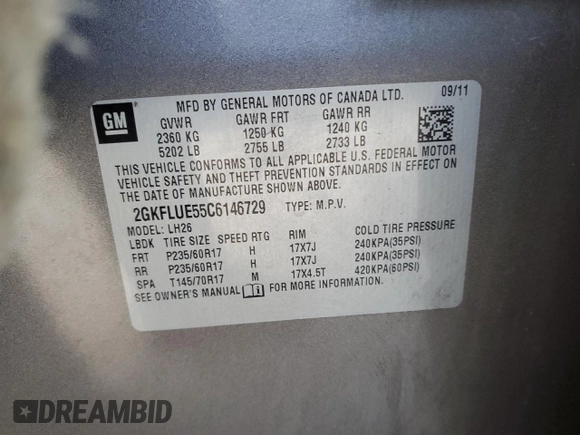 MFD BY GENERAL MOTORS OF CANADA LTD. 09/11
GM
GVWR GAWR FRT GAWR RR
2360 KG 1250 KG 1240 KG
5202 LB 2755 LB 2733 LB
THIS VEHICLE CONFORMS TO ALL APPLICABLE U.S. FEDERAL MOTOR
VEHICLE SAFETY AND THEFT PREVENTION STANDARDS IN EFFECT ON
THE DATE OF MANUFACTURE SHOWN ABOVE.
2GKFLUE55C6146729 TYPE: M.P.V.
MODEL: LH26
LBDK TIRE SIZE SPEED RTG RIM COLD TIRE PRESSURE
FRT P235/60R17 H 17X7J 240KPA(35PSI)
RR P235/60R17 H 17X7J 240KPA(35PSI)
SPA T145/70R17 M 17X4.5T 420KPA(60PSI)
SEE OWNER'S MANUAL FOR MORE INFORMATION.
DREAMBID